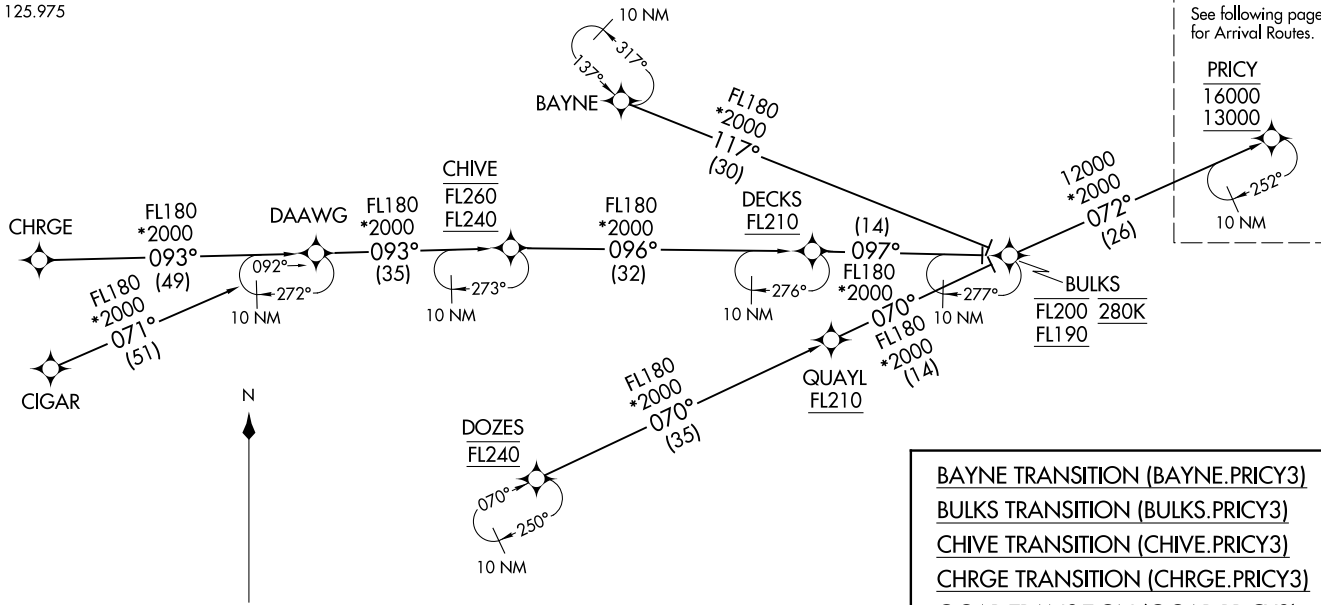 125.975
See following page
for Arrival Routes.
PRICY
16000
13000
252°
10 NM
10 NM
317°
137°
BAYNE
FL180
*2000
117°
(30)
12000
*2000
072°
(26)
CHRGE
FL180
*2000
093°
(49)
DAAWG
092°
272°
10 NM
FL180
*2000
093°
(35)
CHIVE
FL260
FL240
273°
10 NM
FL180
*2000
096°
(32)
DECKS
FL210
276°
10 NM
(14)
097°
FL180
*2000
277°
10 NM
BULKS
FL200 280K
FL190
CIGAR
FL180
*2000
071°
(51)
N
DOZES
FL240
070°
250°
10 NM
FL180
*2000
070°
(35)
QUAYL
FL210
070°
FL180
*2000
(14)
BAYNE TRANSITION (BAYNE.PRICY3)
BULKS TRANSITION (BULKS.PRICY3)
CHIVE TRANSITION (CHIVE.PRICY3)
CHRGE TRANSITION (CHRGE.PRICY3)